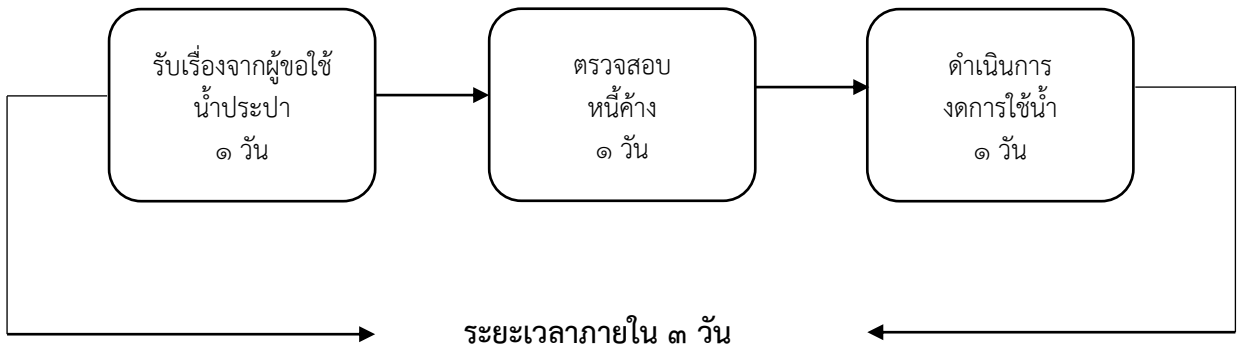 รับเรื่องจากผู้ขอใช้
น้ำประปา
๑ วัน
ตรวจสอบ
หนี้ค้าง
๑ วัน
ดำเนินการ
งดการใช้น้ำ
๑ วัน
ระยะเวลาภายใน ๓ วัน